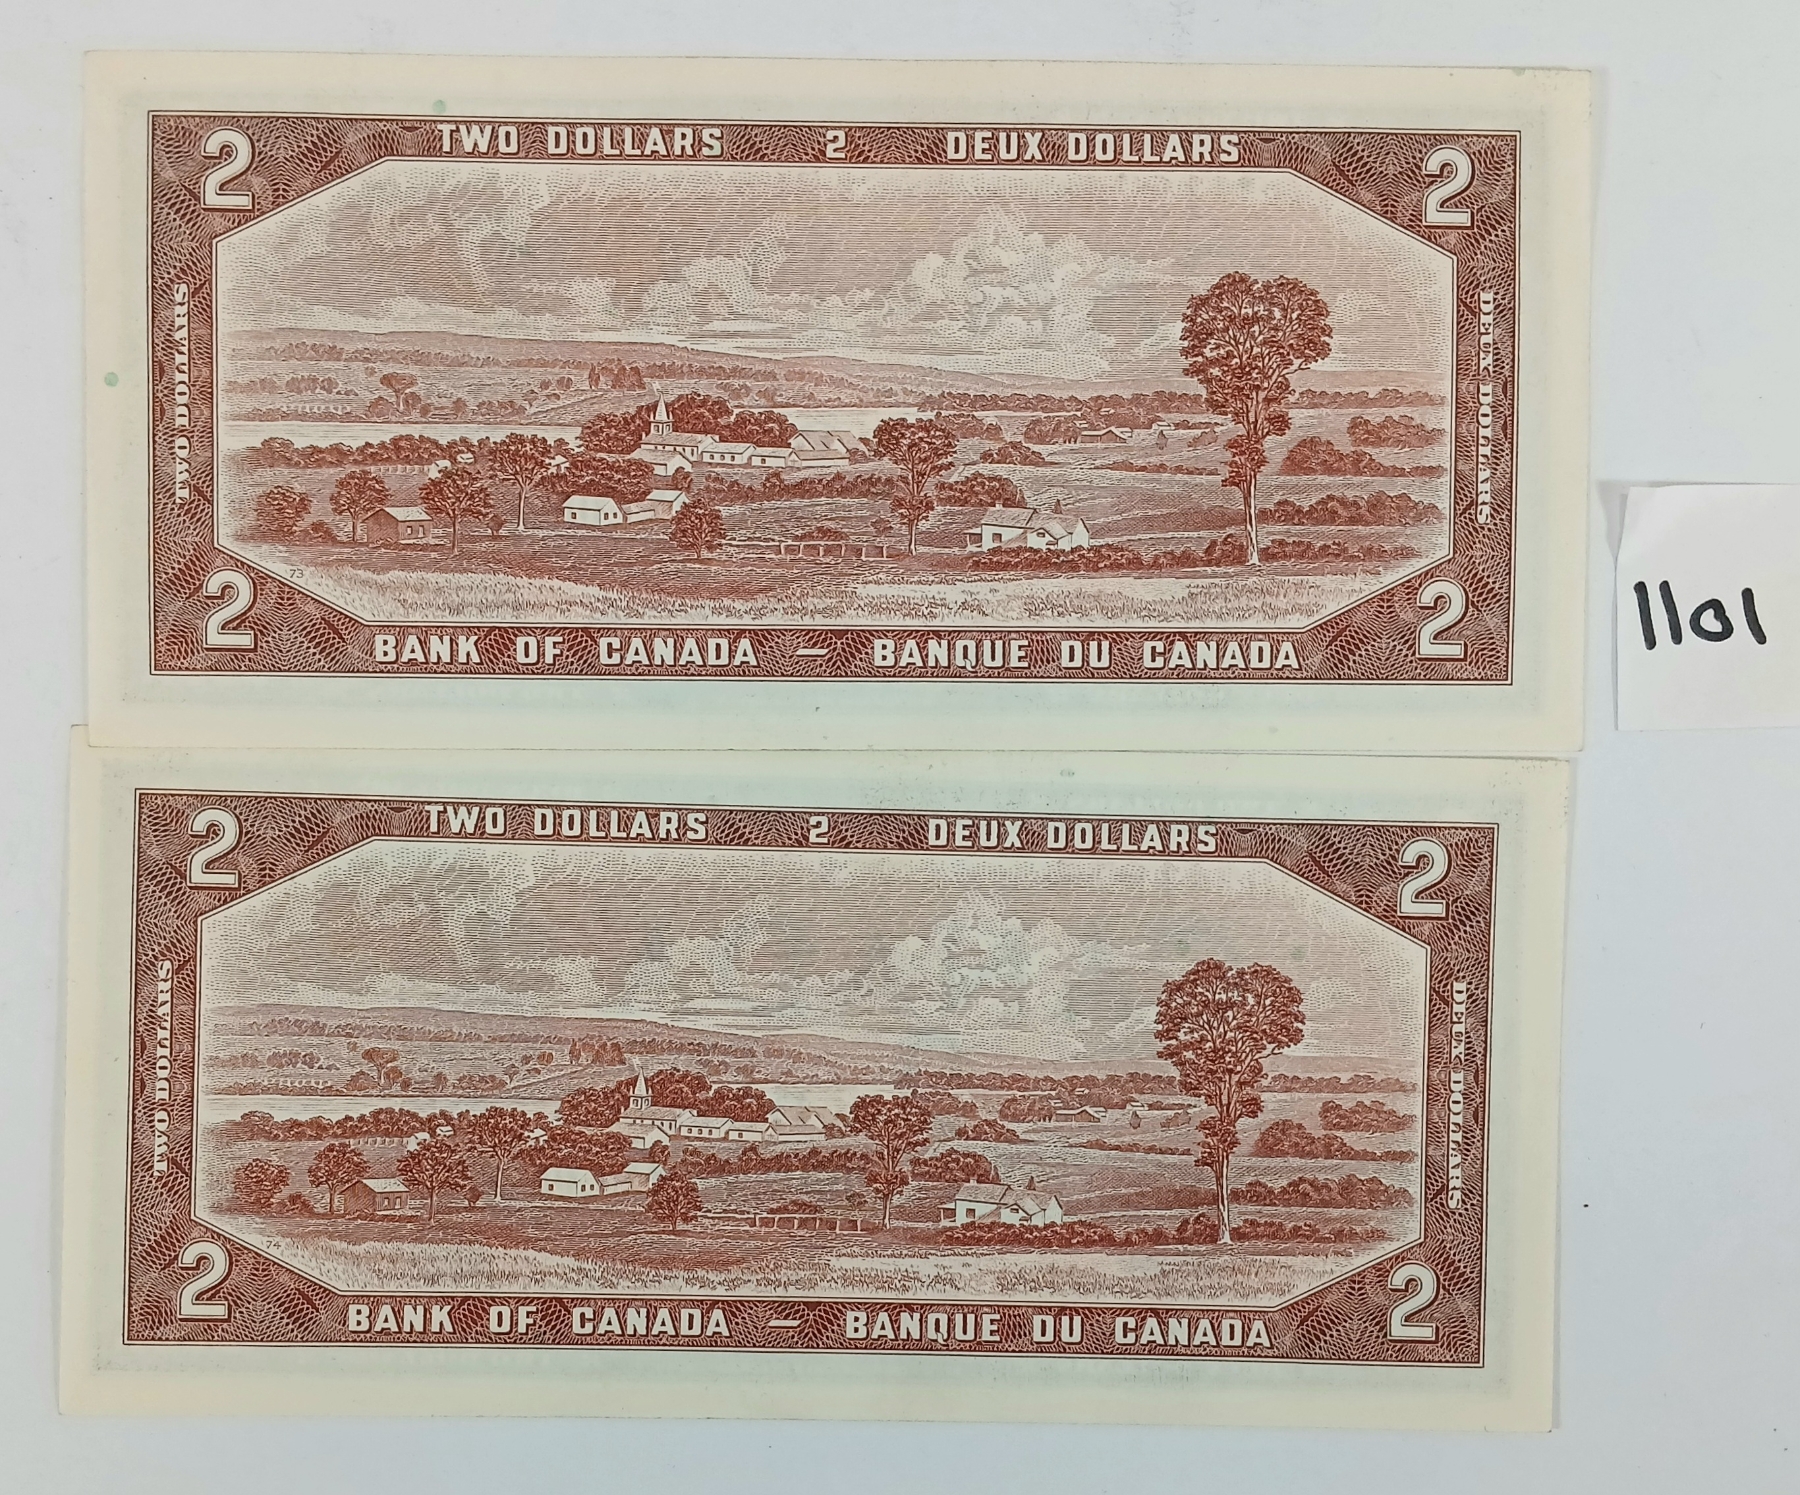 2 TWO DOLLARS 2 DEUX DOLLARS 2
TWO DOLLARS
DEUX DOLLARS
73
2 BANK OF CANADA — BANQUE DU CANADA 2
1101
2 TWO DOLLARS 2 DEUX DOLLARS 2
TWO DOLLARS
DEUX DOLLARS
74
2 BANK OF CANADA — BANQUE DU CANADA 2